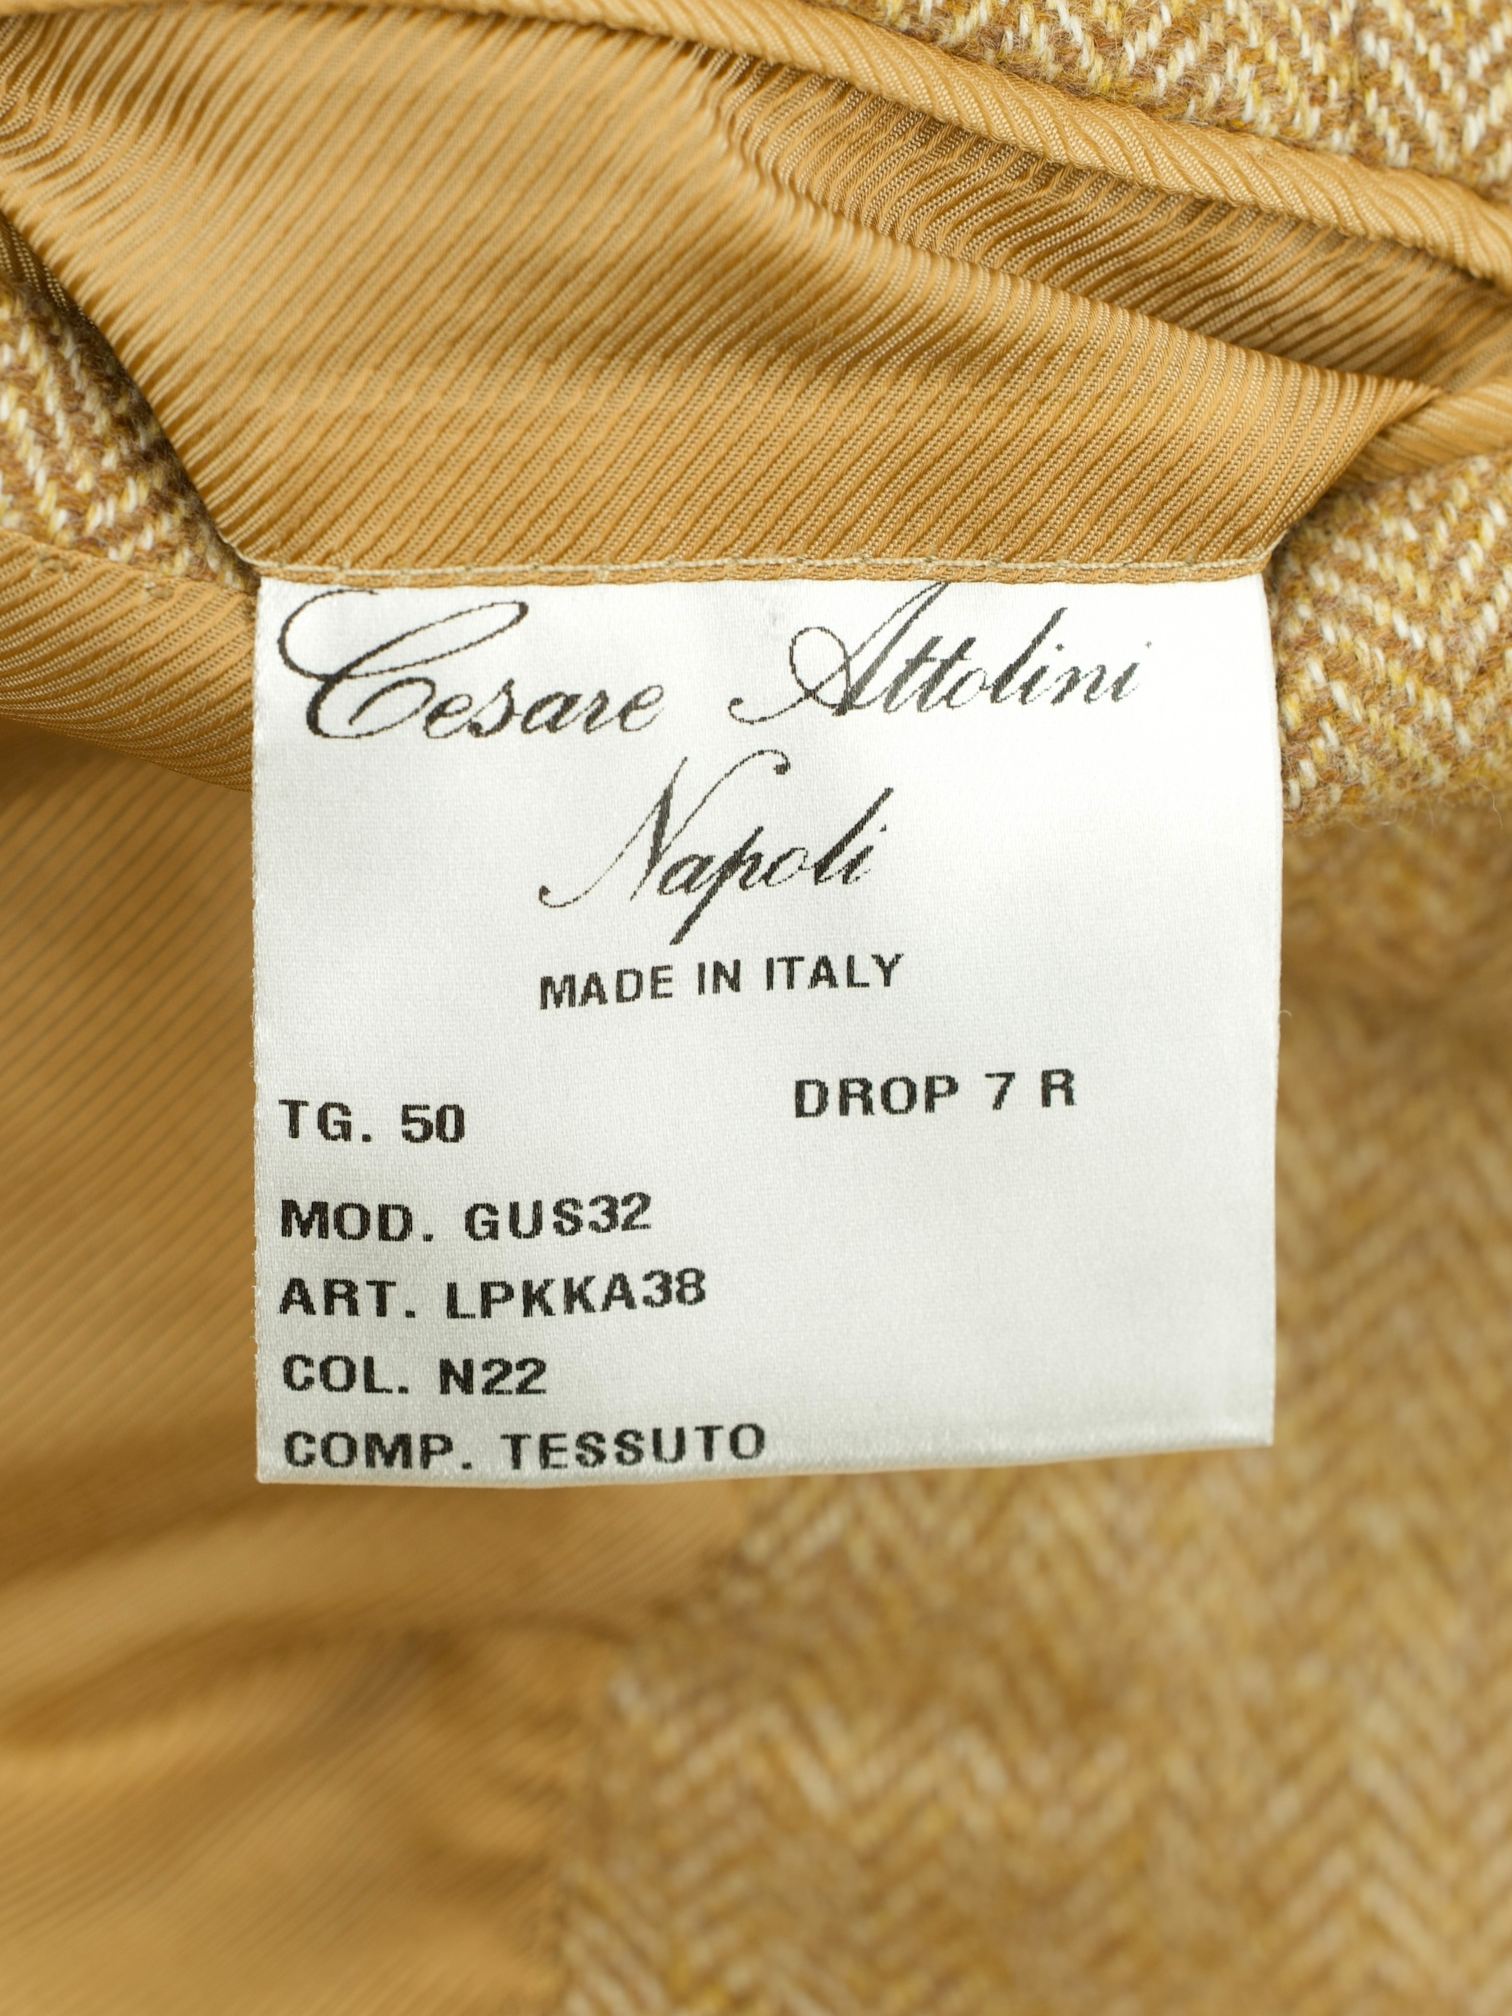 Cesare Attolini
Napoli
MADE IN ITALY
TG. 50 DROP 7 R
MOD. GUS32
ART. LPKKA38
COL. N22
COMP. TESSUTO